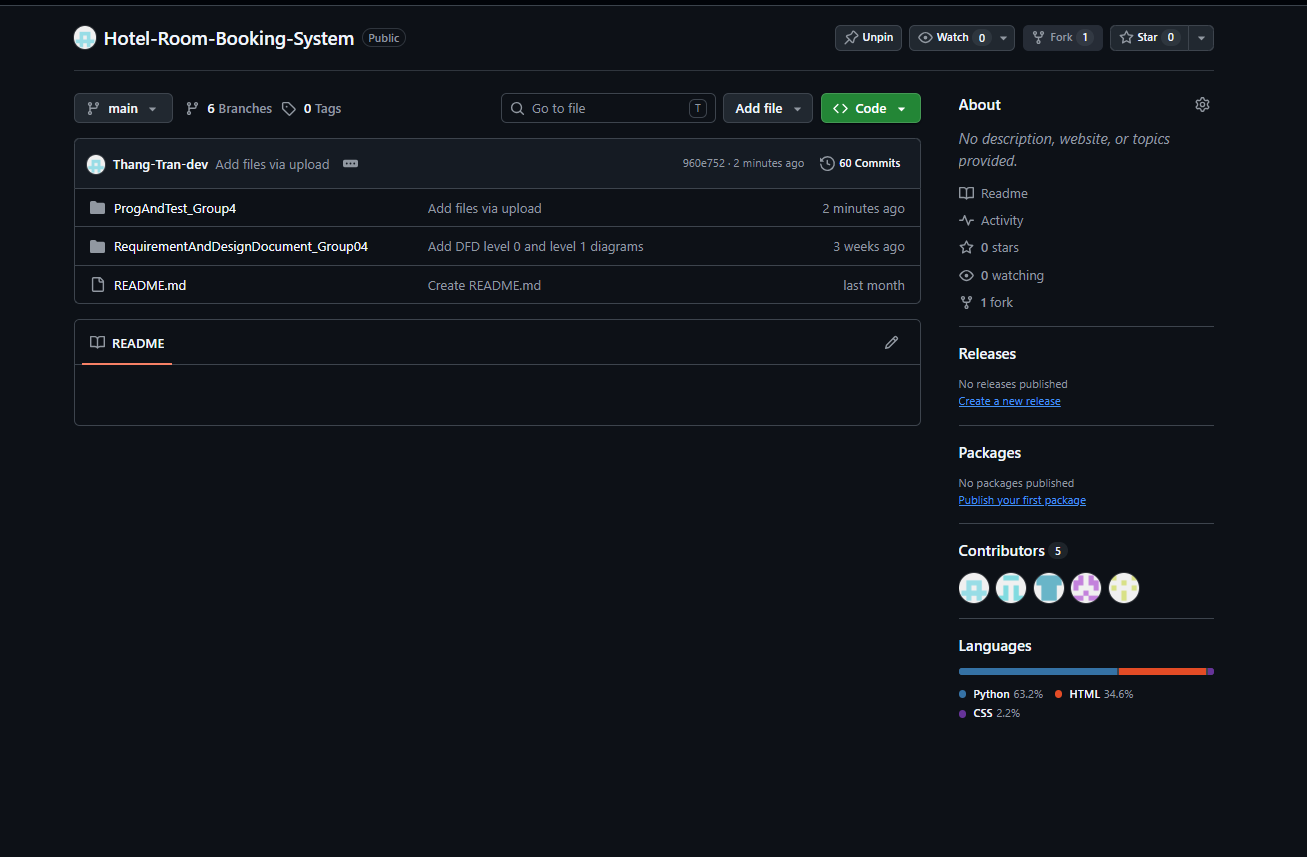 Hotel-Room-Booking-System Public Unpin Watch 0 Fork 1 Star 0
main 6 Branches 0 Tags Go to file T Add file Code
Thang-Tran-dev Add files via upload 960e752 · 2 minutes ago 60 Commits
ProgAndTest_Group4 Add files via upload 2 minutes ago
RequirementAndDesignDocument_Group04 Add DFD level 0 and level 1 diagrams 3 weeks ago
README.md Create README.md last month
README
About
No description, website, or topics
provided.
Readme
Activity
0 stars
0 watching
1 fork
Releases
No releases published
Create a new release
Packages
No packages published
Publish your first package
Contributors 5
Languages
Python 63.2% HTML 34.6%
CSS 2.2%